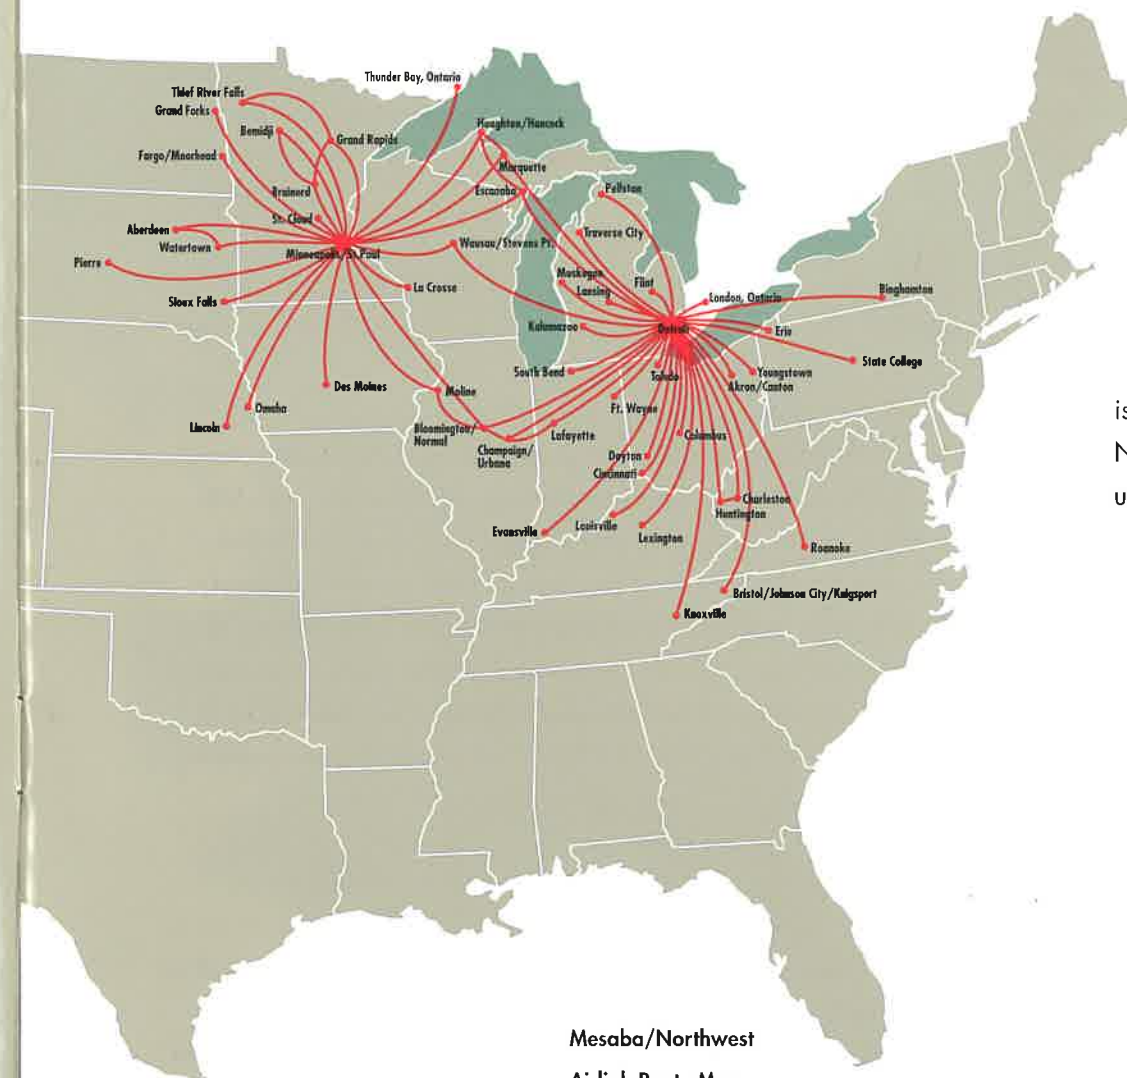 Thunder Bay, Ontario
Thief River Falls
Grand Forks
Houghton/Hancock
Bemidji
Grand Rapids
Fargo/Moorhead
Marquette
Escanaba
Pellston
Brainerd
St. Cloud
Aberdeen
Traverse City
Watertown
Wausau/Stevens Pt.
Minneapolis/St. Paul
Pierre
Muskegon
Flint
La Crosse
Lansing
London, Ontario
Binghamton
Sioux Falls
Kalamazoo
Detroit
Erie
State College
South Bend
Toledo
Youngstown
Akron/Canton
Des Moines
Moline
Omaha
Ft. Wayne
Lincoln
Bloomington/
Normal
Lafayette
Columbus
Champaign/
Urbana
Dayton
Cincinnati
Charleston
Huntington
Louisville
Evansville
Lexington
Roanoke
Bristol/Johnson City/Kingsport
Knoxville
is
N
u
Mesaba/Northwest